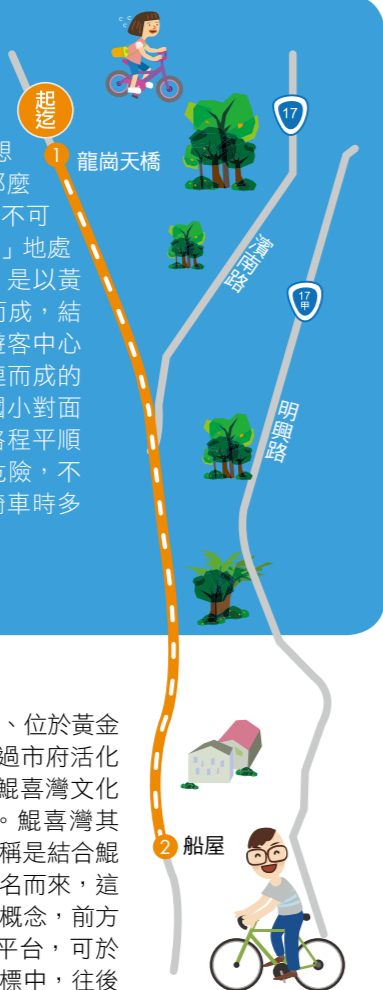 起迄
1 龍崗天橋
17
濱南路
17甲
明興路
想
那麼
不可
」地處
是以黃
而成，結
遊客中心
連而成的
國小對面
路程平順
危險，不
騎車時多
、位於黃金
過市府活化
鯤喜灣文化
。鯤喜灣其
稱是結合鯤
名而來，這
概念，前方
平台，可於
標中，往後
2 船屋